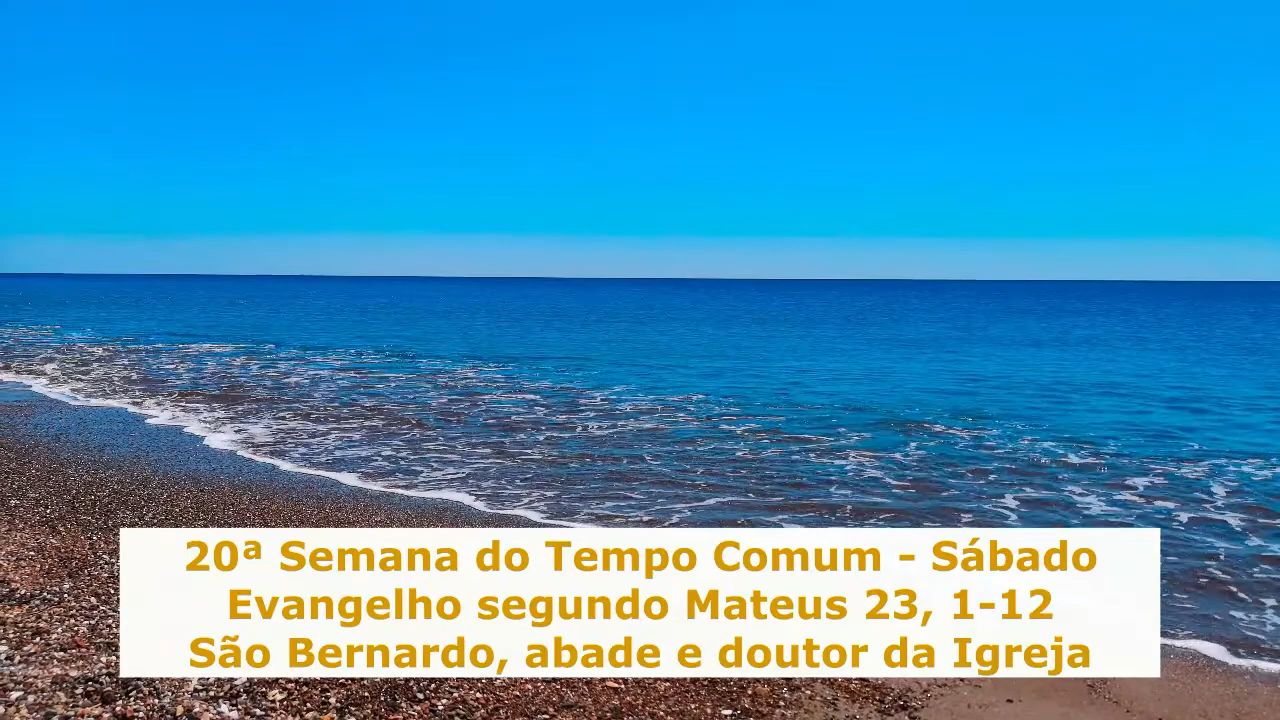 20ª Semana do Tempo Comum - Sábado
Evangelho segundo Mateus 23, 1-12
São Bernardo, abade e doutor da Igreja